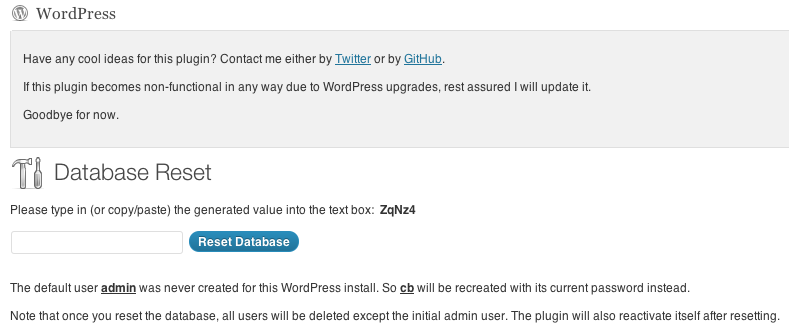 WordPress
Have any cool ideas for this plugin? Contact me either by Twitter or by GitHub.
If this plugin becomes non-functional in any way due to WordPress upgrades, rest assured I will update it.
Goodbye for now.
Database Reset
Please type in (or copy/paste) the generated value into the text box: ZqNz4
Reset Database
The default user admin was never created for this WordPress install. So cb will be recreated with its current password instead.
Note that once you reset the database, all users will be deleted except the initial admin user. The plugin will also reactivate itself after resetting.